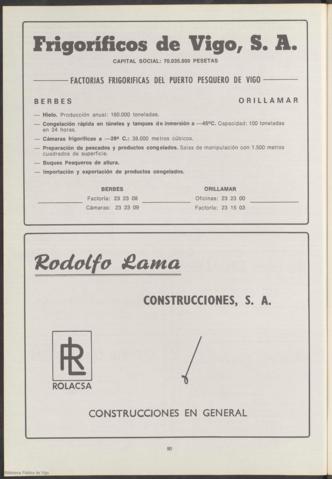 Frigoríficos de Vigo, S. A.
CAPITAL SOCIAL: 70.035.000 PESETAS
FACTORIAS FRIGORIFICAS DEL PUERTO PESQUERO DE VIGO
BERBES ORILLAMAR
— Hielo. Producción anual: 160.000 toneladas.
— Congelación rápida en túneles y tanques de inmersión a —45ºC. Capacidad: 100 toneladas
en 24 horas.
— Cámaras frigoríficas a —28º C.: 38.000 metros cúbicos.
— Preparación de pescados y productos congelados. Salas de manipulación con 1.500 metros
cuadrados de superficie.
— Buques Pesqueros de altura.
— Importación y exportación de productos congelados.
BERBES ORILLAMAR
Factoría: 23 23 08 Oficinas: 23 23 00
Cámaras: 23 23 09 Factoría: 23 15 03
Rodolfo Lama
CONSTRUCCIONES, S. A.
RL
ROLACSA
CONSTRUCCIONES EN GENERAL
80
Biblioteca Pública de Vigo